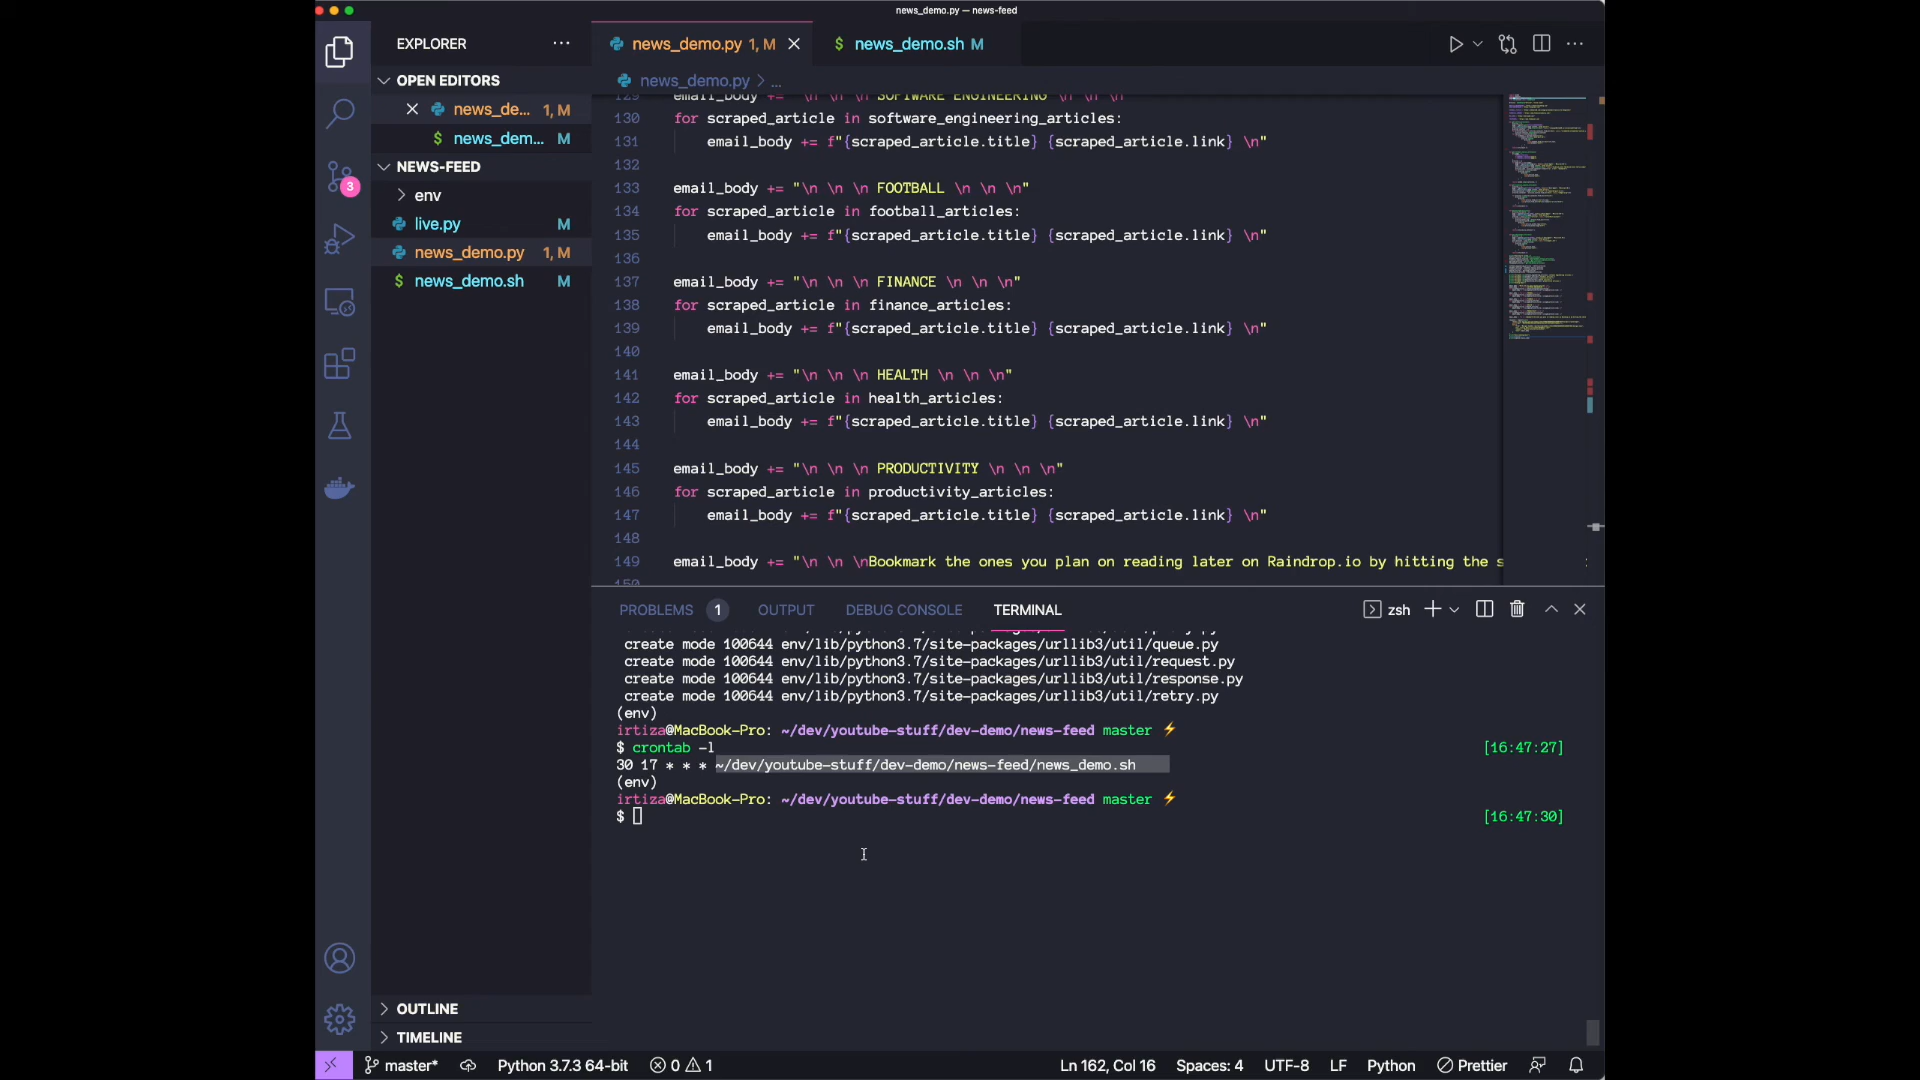 news_demo.py — news-feed
EXPLORER
news_demo.py 1, M
$ news_demo.sh M
OPEN EDITORS
news_demo.py > ...
news_de... 1, M
$ news_dem... M
NEWS-FEED
env
live.py M
news_demo.py 1, M
$ news_demo.sh M
3
129 email_body += "\n \n \n SOFTWARE ENGINEERING \n \n \n"
130 for scraped_article in software_engineering_articles:
131 email_body += f"{scraped_article.title} {scraped_article.link} \n"
132
133 email_body += "\n \n \n FOOTBALL \n \n \n"
134 for scraped_article in football_articles:
135 email_body += f"{scraped_article.title} {scraped_article.link} \n"
136
137 email_body += "\n \n \n FINANCE \n \n \n"
138 for scraped_article in finance_articles:
139 email_body += f"{scraped_article.title} {scraped_article.link} \n"
140
141 email_body += "\n \n \n HEALTH \n \n \n"
142 for scraped_article in health_articles:
143 email_body += f"{scraped_article.title} {scraped_article.link} \n"
144
145 email_body += "\n \n \n PRODUCTIVITY \n \n \n"
146 for scraped_article in productivity_articles:
147 email_body += f"{scraped_article.title} {scraped_article.link} \n"
148
149 email_body += "\n \n \nBookmark the ones you plan on reading later on Raindrop.io by hitting the s
150
PROBLEMS 1 OUTPUT DEBUG CONSOLE TERMINAL zsh
create mode 100644 env/lib/python3.7/site-packages/urllib3/util/queue.py
create mode 100644 env/lib/python3.7/site-packages/urllib3/util/request.py
create mode 100644 env/lib/python3.7/site-packages/urllib3/util/response.py
create mode 100644 env/lib/python3.7/site-packages/urllib3/util/retry.py
(env)
irtiza@MacBook-Pro: ~/dev/youtube-stuff/dev-demo/news-feed master ⚡
$ crontab -l [16:47:27]
30 17 * * * ~/dev/youtube-stuff/dev-demo/news-feed/news_demo.sh
(env)
irtiza@MacBook-Pro: ~/dev/youtube-stuff/dev-demo/news-feed master ⚡
$ [16:47:30]
OUTLINE
TIMELINE
master* Python 3.7.3 64-bit 0 1 Ln 162, Col 16 Spaces: 4 UTF-8 LF Python Prettier